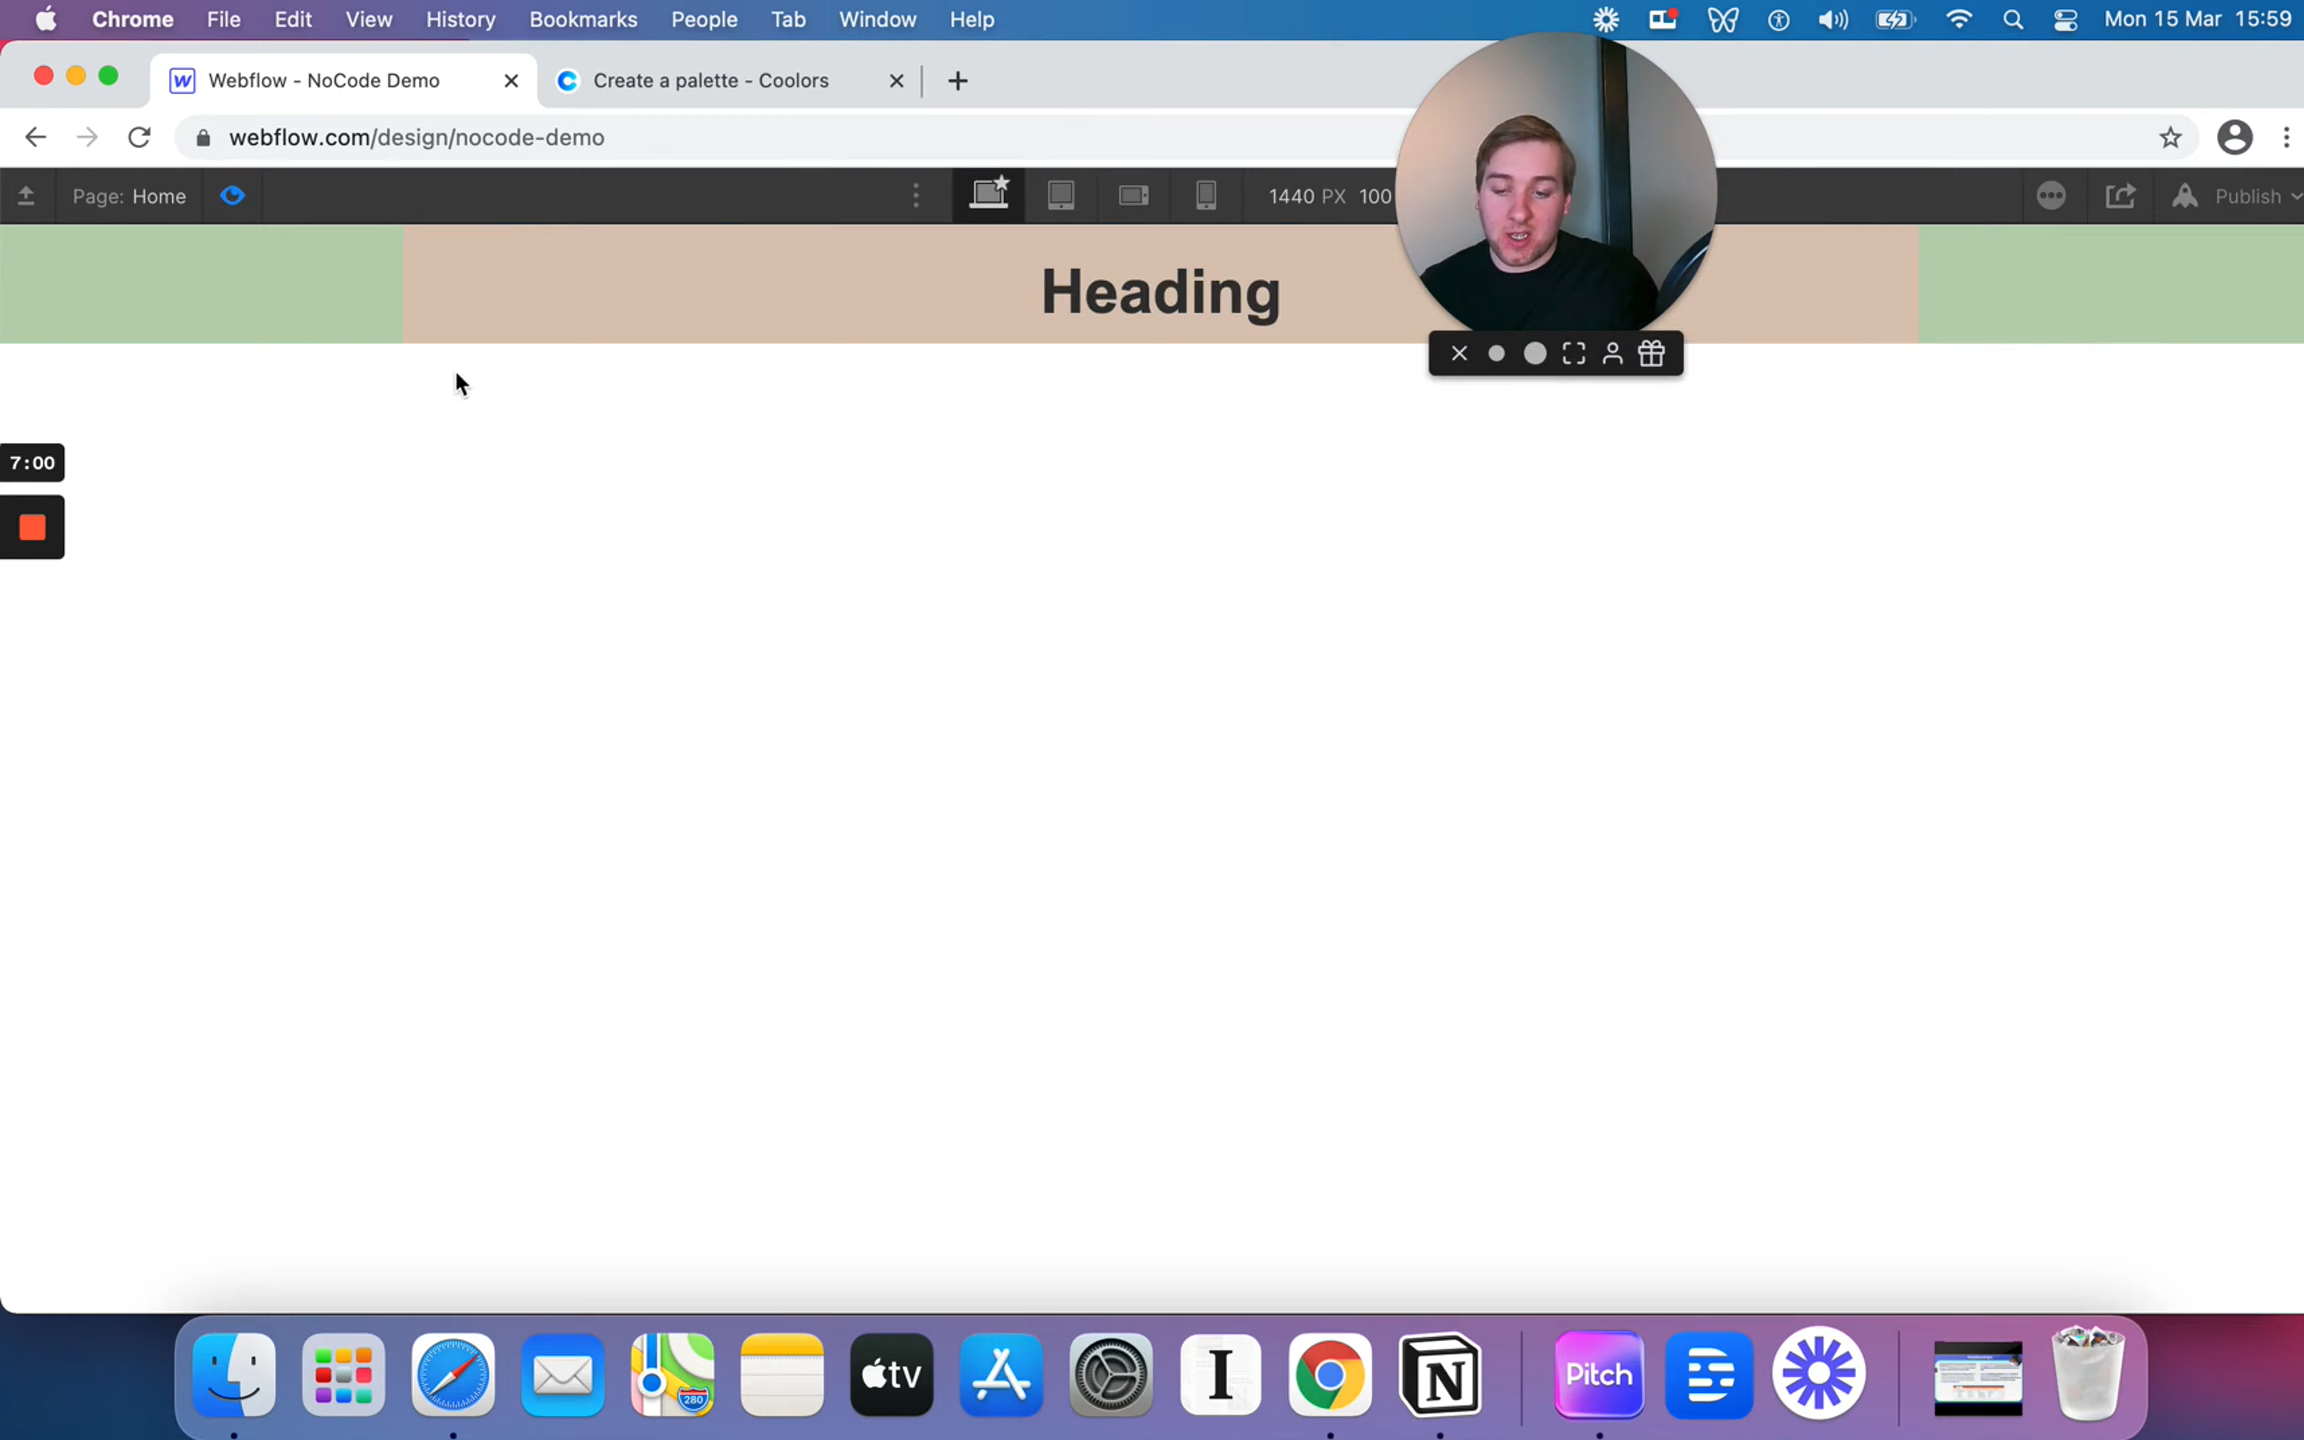 Chrome File Edit View History Bookmarks People Tab Window Help Mon 15 Mar 15:59
Webflow - NoCode Demo Create a palette - Coolors
webflow.com/design/nocode-demo
Page: Home 1440 PX 100 Publish
Heading
7:00
280
tv
Pitch